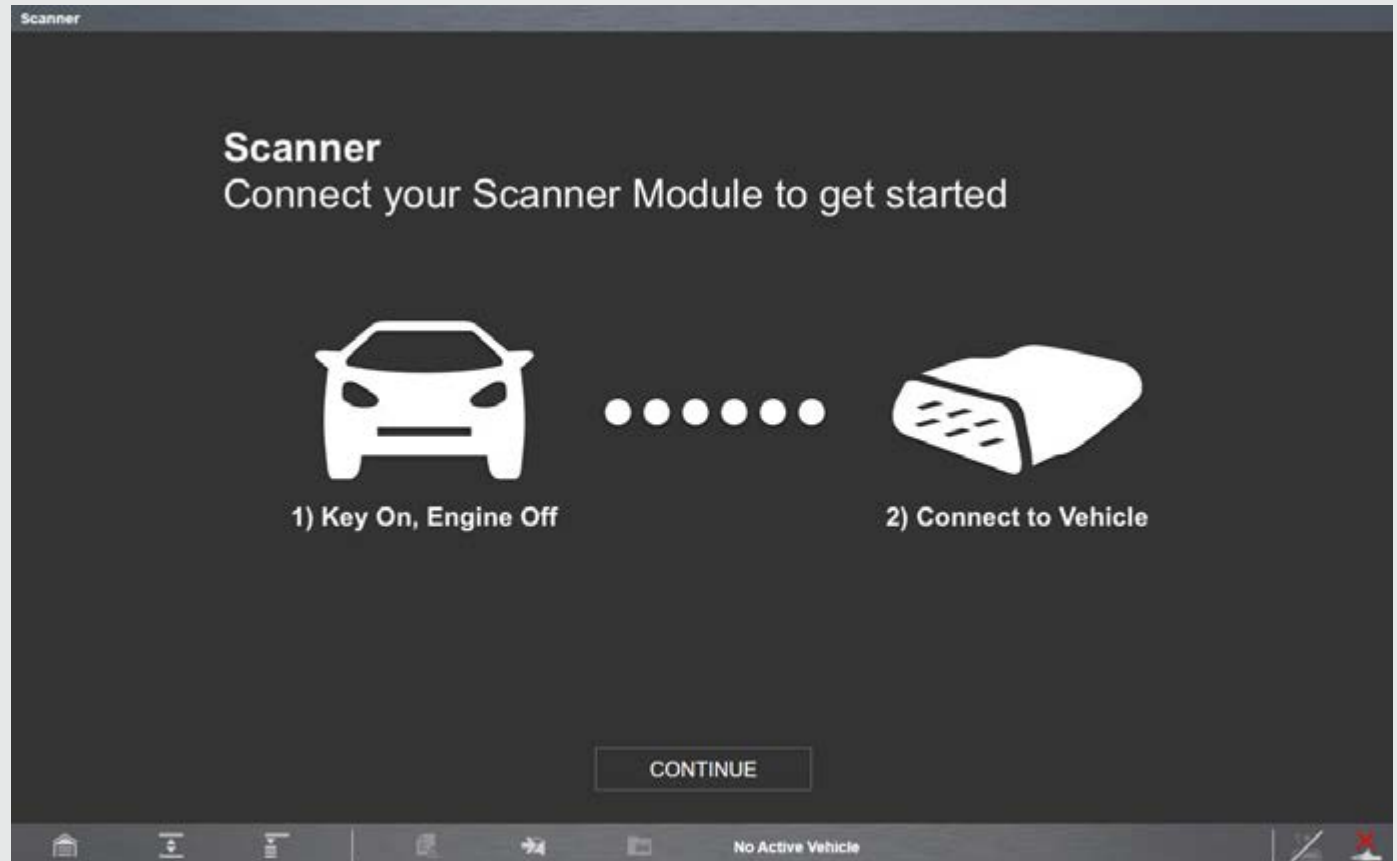 Scanner
Scanner
Connect your Scanner Module to get started
1) Key On, Engine Off
2) Connect to Vehicle
CONTINUE
No Active Vehicle